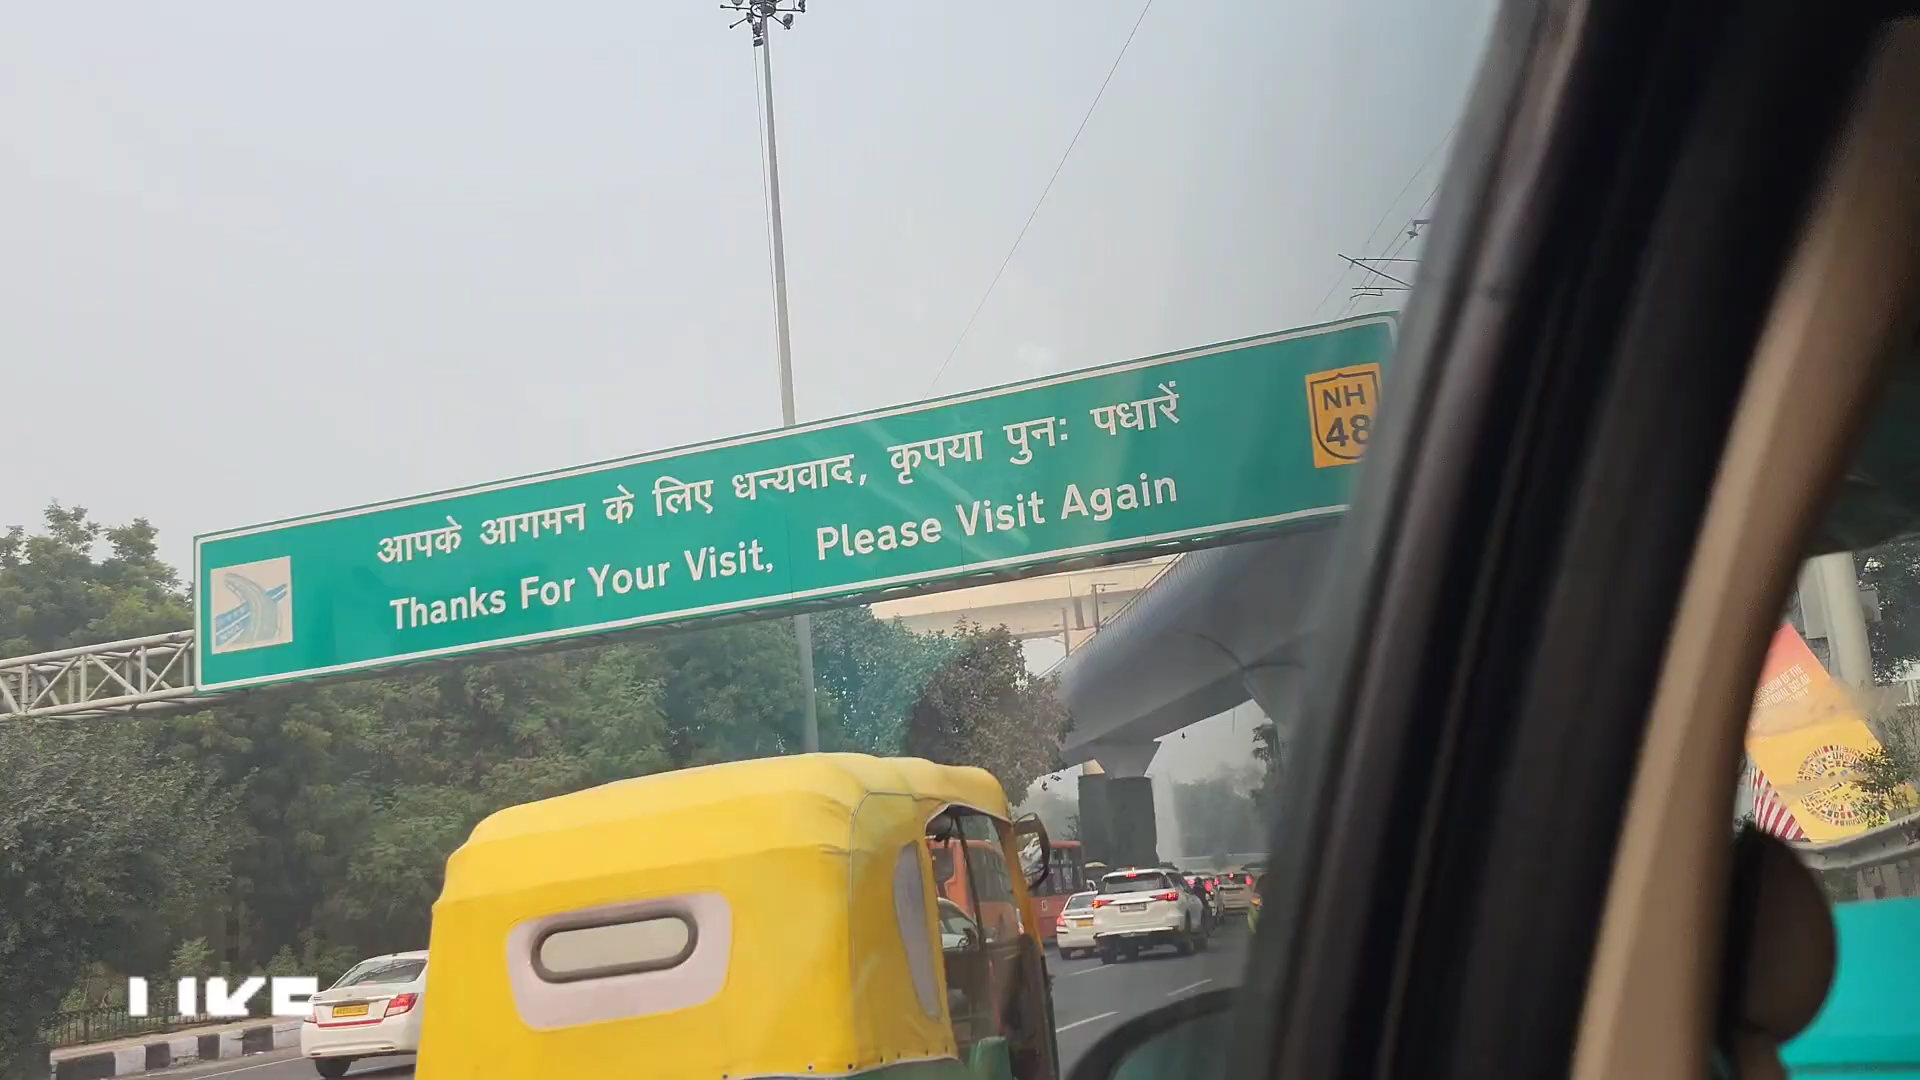 आपके आगमन के लिए धन्यवाद, कृपया पुनः पधारें
Thanks For Your Visit, Please Visit Again
NH
48